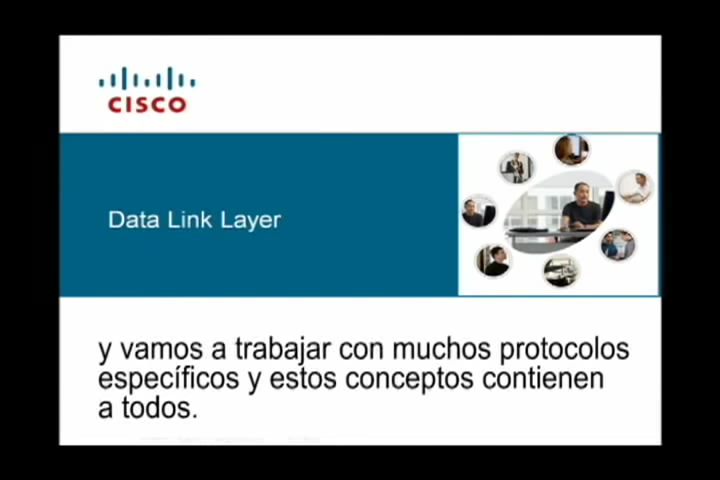 CISCO
Data Link Layer
y vamos a trabajar con muchos protocolos
específicos y estos conceptos contienen
a todos.